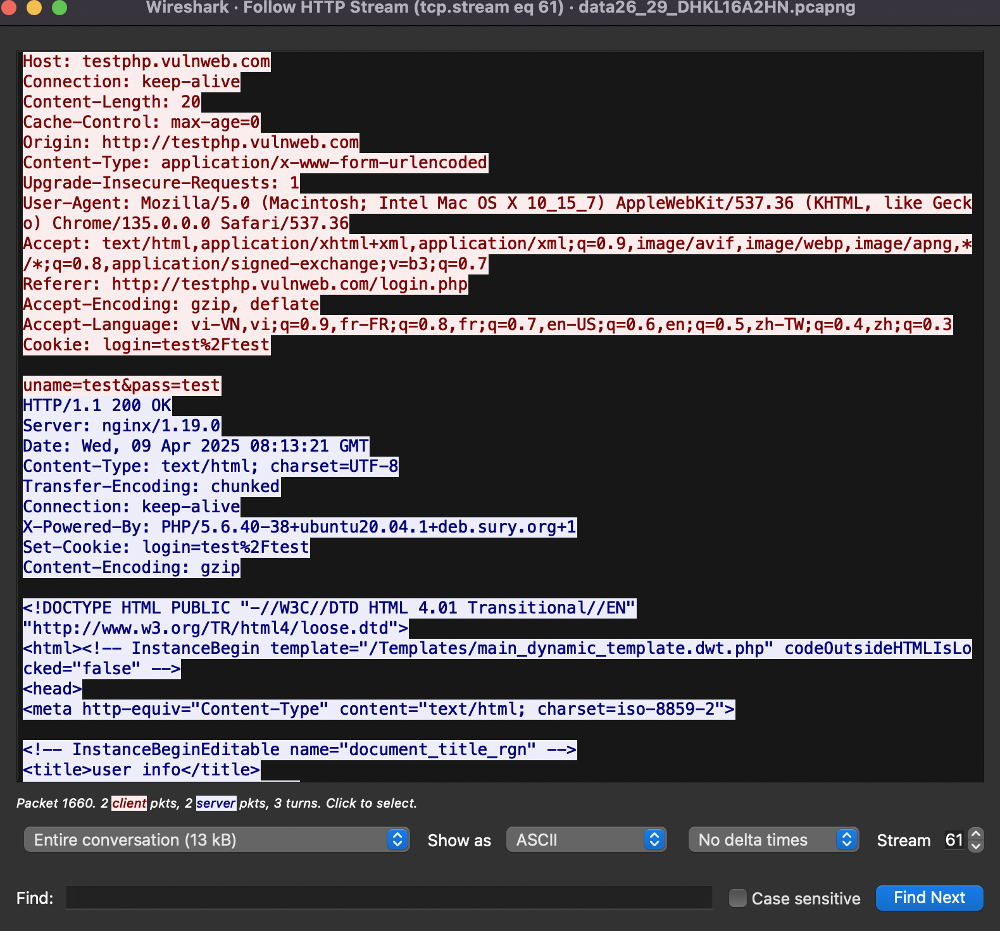 Wireshark · Follow HTTP Stream (tcp.stream eq 61) · data26_29_DHKL16A2HN.pcapng
Host: testphp.vulnweb.com
Connection: keep-alive
Content-Length: 20
Cache-Control: max-age=0
Origin: http://testphp.vulnweb.com
Content-Type: application/x-www-form-urlencoded
Upgrade-Insecure-Requests: 1
User-Agent: Mozilla/5.0 (Macintosh; Intel Mac OS X 10_15_7) AppleWebKit/537.36 (KHTML, like Geck
o) Chrome/135.0.0.0 Safari/537.36
Accept: text/html,application/xhtml+xml,application/xml;q=0.9,image/avif,image/webp,image/apng,*
/*;q=0.8,application/signed-exchange;v=b3;q=0.7
Referer: http://testphp.vulnweb.com/login.php
Accept-Encoding: gzip, deflate
Accept-Language: vi-VN,vi;q=0.9,fr-FR;q=0.8,fr;q=0.7,en-US;q=0.6,en;q=0.5,zh-TW;q=0.4,zh;q=0.3
Cookie: login=test%2Ftest
uname=test&pass=test
HTTP/1.1 200 OK
Server: nginx/1.19.0
Date: Wed, 09 Apr 2025 08:13:21 GMT
Content-Type: text/html; charset=UTF-8
Transfer-Encoding: chunked
Connection: keep-alive
X-Powered-By: PHP/5.6.40-38+ubuntu20.04.1+deb.sury.org+1
Set-Cookie: login=test%2Ftest
Content-Encoding: gzip
<!DOCTYPE HTML PUBLIC "-//W3C//DTD HTML 4.01 Transitional//EN"
"http://www.w3.org/TR/html4/loose.dtd">
<html><!-- InstanceBegin template="/Templates/main_dynamic_template.dwt.php" codeOutsideHTMLIsLo
cked="false" -->
<head>
<meta http-equiv="Content-Type" content="text/html; charset=iso-8859-2">
<!-- InstanceBeginEditable name="document_title_rgn" -->
<title>user info</title>
Packet 1660. 2 client pkts, 2 server pkts, 3 turns. Click to select.
Entire conversation (13 kB) Show as ASCII No delta times Stream 61
Find: Case sensitive Find Next